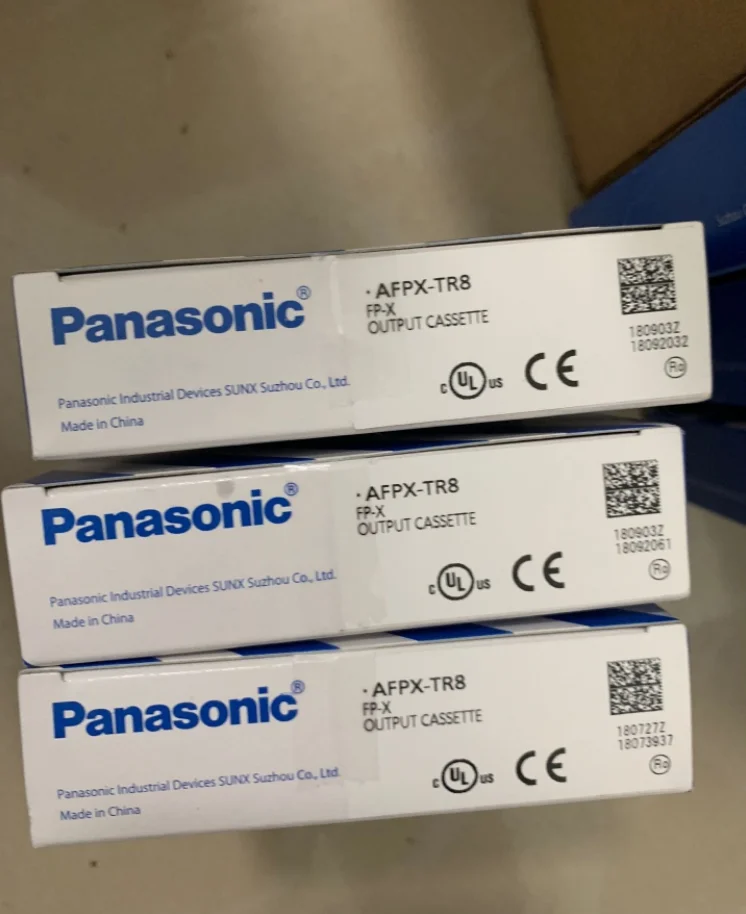 Panasonic®
Panasonic Industrial Devices SUNX Suzhou Co., Ltd.
Made in China
· AFPX-TR8
FP-X
OUTPUT CASSETTE
c UL us CE
180903Z
18092032
Ro
Panasonic®
Panasonic Industrial Devices SUNX Suzhou Co., Ltd.
Made in China
· AFPX-TR8
FP-X
OUTPUT CASSETTE
c UL us CE
180903Z
18092061
Ro
Panasonic®
Panasonic Industrial Devices SUNX Suzhou Co., Ltd.
Made in China
· AFPX-TR8
FP-X
OUTPUT CASSETTE
c UL us CE
180727Z
18073937
Ro